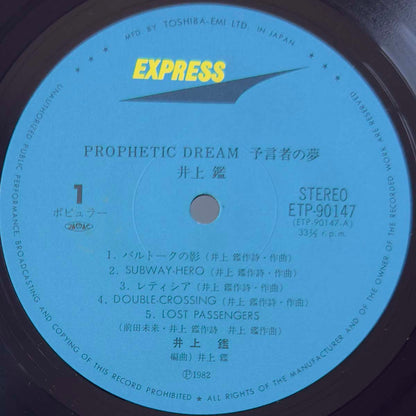 MFD BY TOSHIBA-EMI LTD. IN JAPAN
EXPRESS
PROPHETIC DREAM 予言者の夢
井上 鑑
1
ポピュラー
JASRAC
STEREO
ETP-90147
(ETP-90147-A)
33⅓ r.p.m.
1. バルトークの影 (井上 鑑作詩・作曲)
2. SUBWAY-HERO (井上 鑑作詩・作曲)
3. レティシア (井上 鑑作詩・作曲)
4. DOUBLE-CROSSING (井上 鑑作詩・作曲)
5. LOST PASSENGERS
(前田未来・井上 鑑作詩 井上 鑑作曲)
井上 鑑
編曲) 井上 鑑
Ⓟ1982
UNAUTHORIZED PUBLIC PERFORMANCE, BROADCASTING AND COPYING OF THIS RECORD PROHIBITED ★ ALL RIGHTS OF THE MANUFACTURER AND OF THE OWNER OF THE RECORDED WORK ARE RESERVED